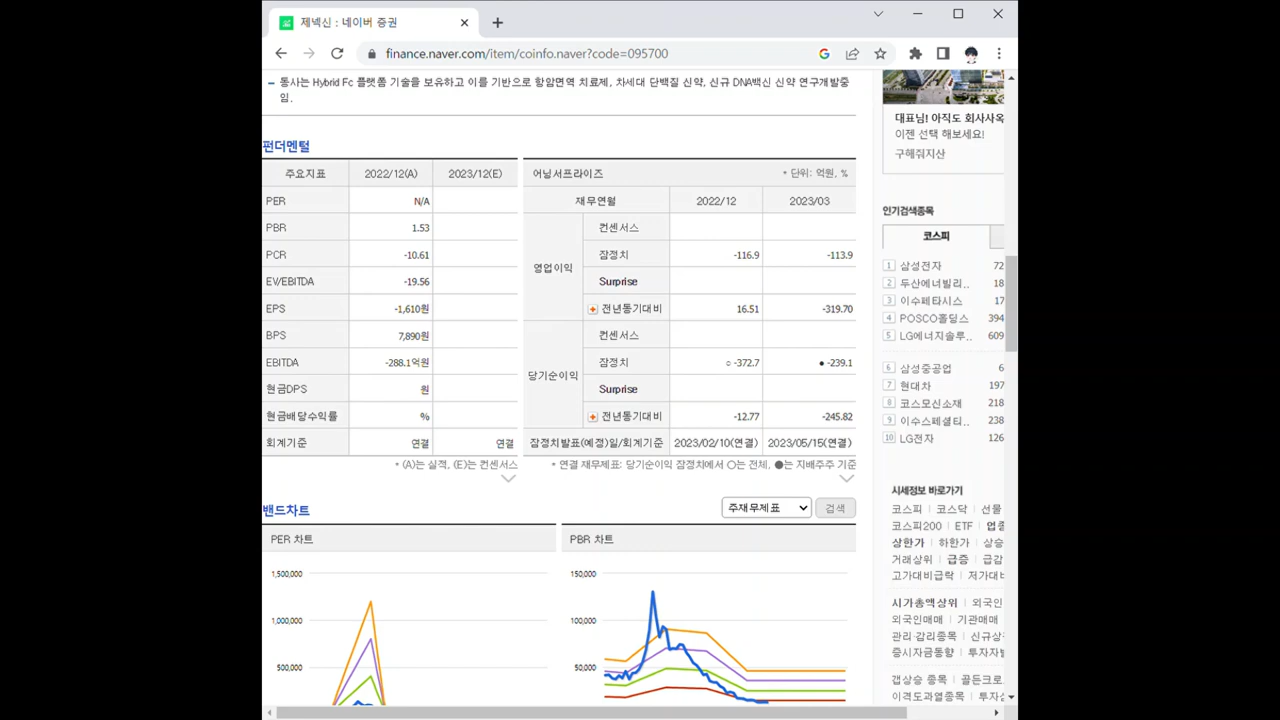 제넥신 : 네이버 증권
finance.naver.com/item/coinfo.naver?code=095700
동사는 Hybrid Fc 플랫폼 기술을 보유하고 이를 기반으로 항암면역 치료제, 차세대 단백질 신약, 신규 DNA백신 신약 연구개발중
임.
펀더멘털
주요지표 2022/12(A) 2023/12(E)
PER N/A
PBR 1.53
PCR -10.61
EV/EBITDA -19.56
EPS -1,610원
BPS 7,890원
EBITDA -288.1억원
현금DPS 원
현금배당수익률 %
회계기준 연결 연결
* (A)는 실적, (E)는 컨센서스
어닝서프라이즈 * 단위: 억원, %
재무연월 2022/12 2023/03
영업이익
컨센서스
잠정치 -116.9 -113.9
Surprise
전년동기대비 16.51 -319.70
당기순이익
컨센서스
잠정치 ○ -372.7 ● -239.1
Surprise
전년동기대비 -12.77 -245.82
잠정치발표(예정)일/회계기준 2023/02/10(연결) 2023/05/15(연결)
* 연결 재무제표: 당기순이익 잠정치에서 ○는 전체, ●는 지배주주 기준
밴드차트
주재무제표 검색
PER 차트
1,500,000
1,000,000
500,000
PBR 차트
150,000
100,000
50,000
대표님! 아직도 회사사옥
이젠 선택 해보세요!
구해줘지산
인기검색종목
코스피
1 삼성전자 72
2 두산에너빌리.. 18
3 이수페타시스 17
4 POSCO홀딩스 394
5 LG에너지솔루.. 609
6 삼성중공업 6
7 현대차 197
8 코스모신소재 218
9 이수스페셜티.. 238
10 LG전자 126
시세정보 바로가기
코스피 코스닥 선물
코스피200 ETF 업종
상한가 하한가 상승
거래상위 급증 급감
고가대비급락 저가대비
시가총액상위 외국인
외국인매매 기관매매
관리·감리종목 신규상
증시자금동향 투자자별
갭상승 종목 골든크로
이격도과열종목 투자심